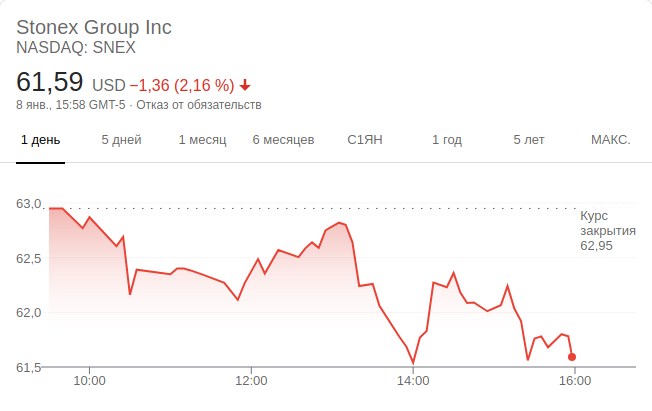 Stonex Group Inc
NASDAQ: SNEX
61,59 USD −1,36 (2,16 %)
8 янв., 15:58 GMT-5 · Отказ от обязательств
1 день 5 дней 1 месяц 6 месяцев С1ЯН 1 год 5 лет МАКС.
63,0
Курс
закрытия
62,95
62,5
62,0
61,5
10:00 12:00 14:00 16:00